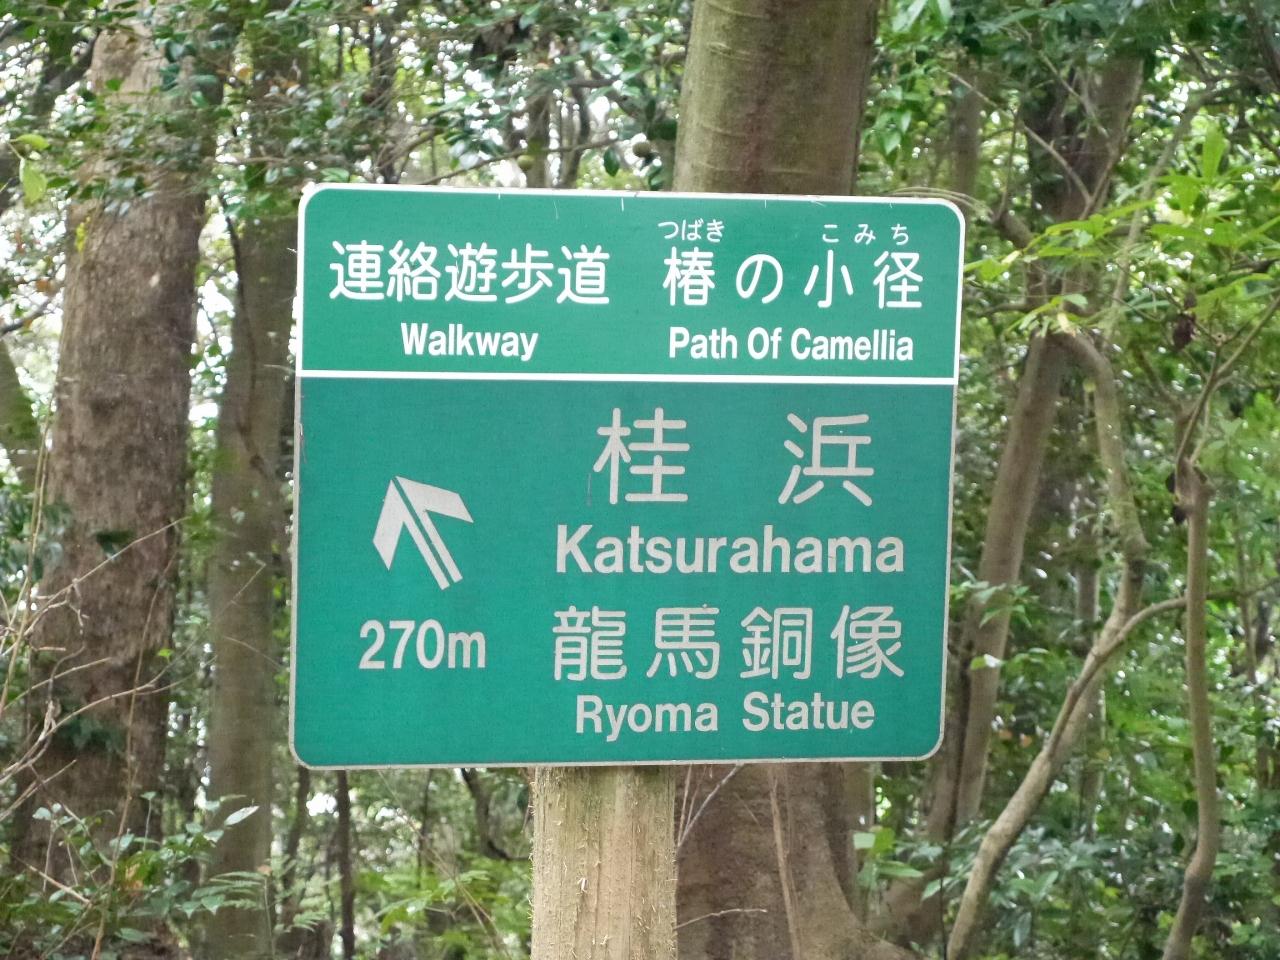 連絡遊歩道 椿の小径
つばき こみち
Walkway Path Of Camellia
桂浜
Katsurahama
270m 龍馬銅像
Ryoma Statue